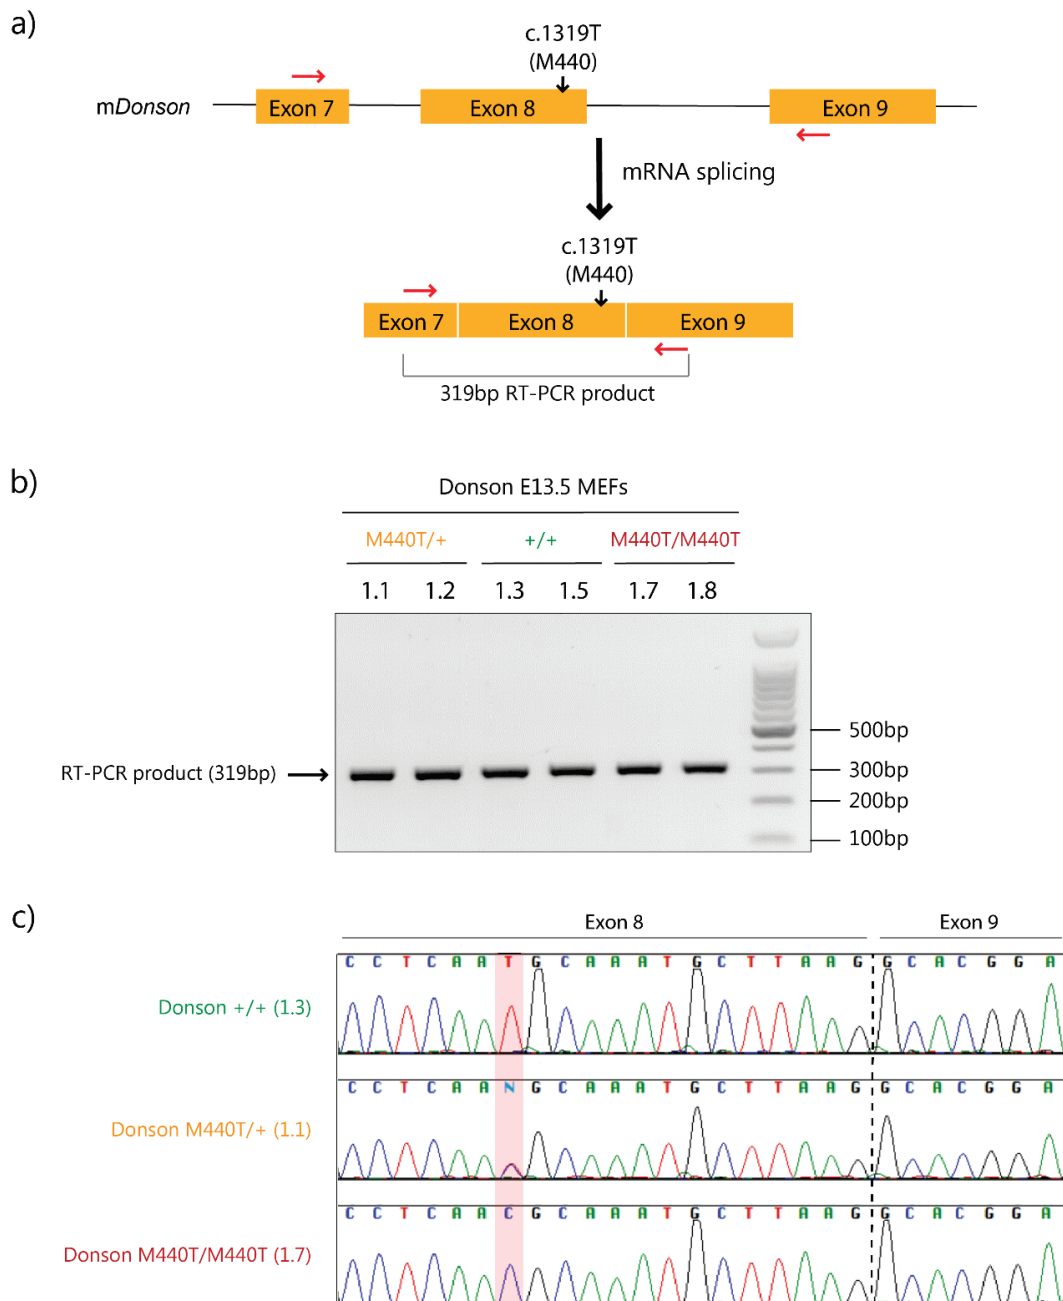 a)
c.1319T
(M440)
mDonson
Exon 7
Exon 8
Exon 9
mRNA splicing
c.1319T
(M440)
Exon 7
Exon 8
Exon 9
319bp RT-PCR product
b)
Donson E13.5 MEFs
M440T/+
+/+
M440T/M440T
1.1
1.2
1.3
1.5
1.7
1.8
500bp
RT-PCR product (319bp)
300bp
200bp
100bp
c)
Exon 8
Exon 9
C C T C A A T G C A A A T G C T T A A G G C A C G G A
Donson +/+ (1.3)
C C T C A A N G C A A A T G C T T A A G G C A C G G A
Donson M440T/+ (1.1)
C C T C A A C G C A A A T G C T T A A G G C A C G G A
Donson M440T/M440T (1.7)